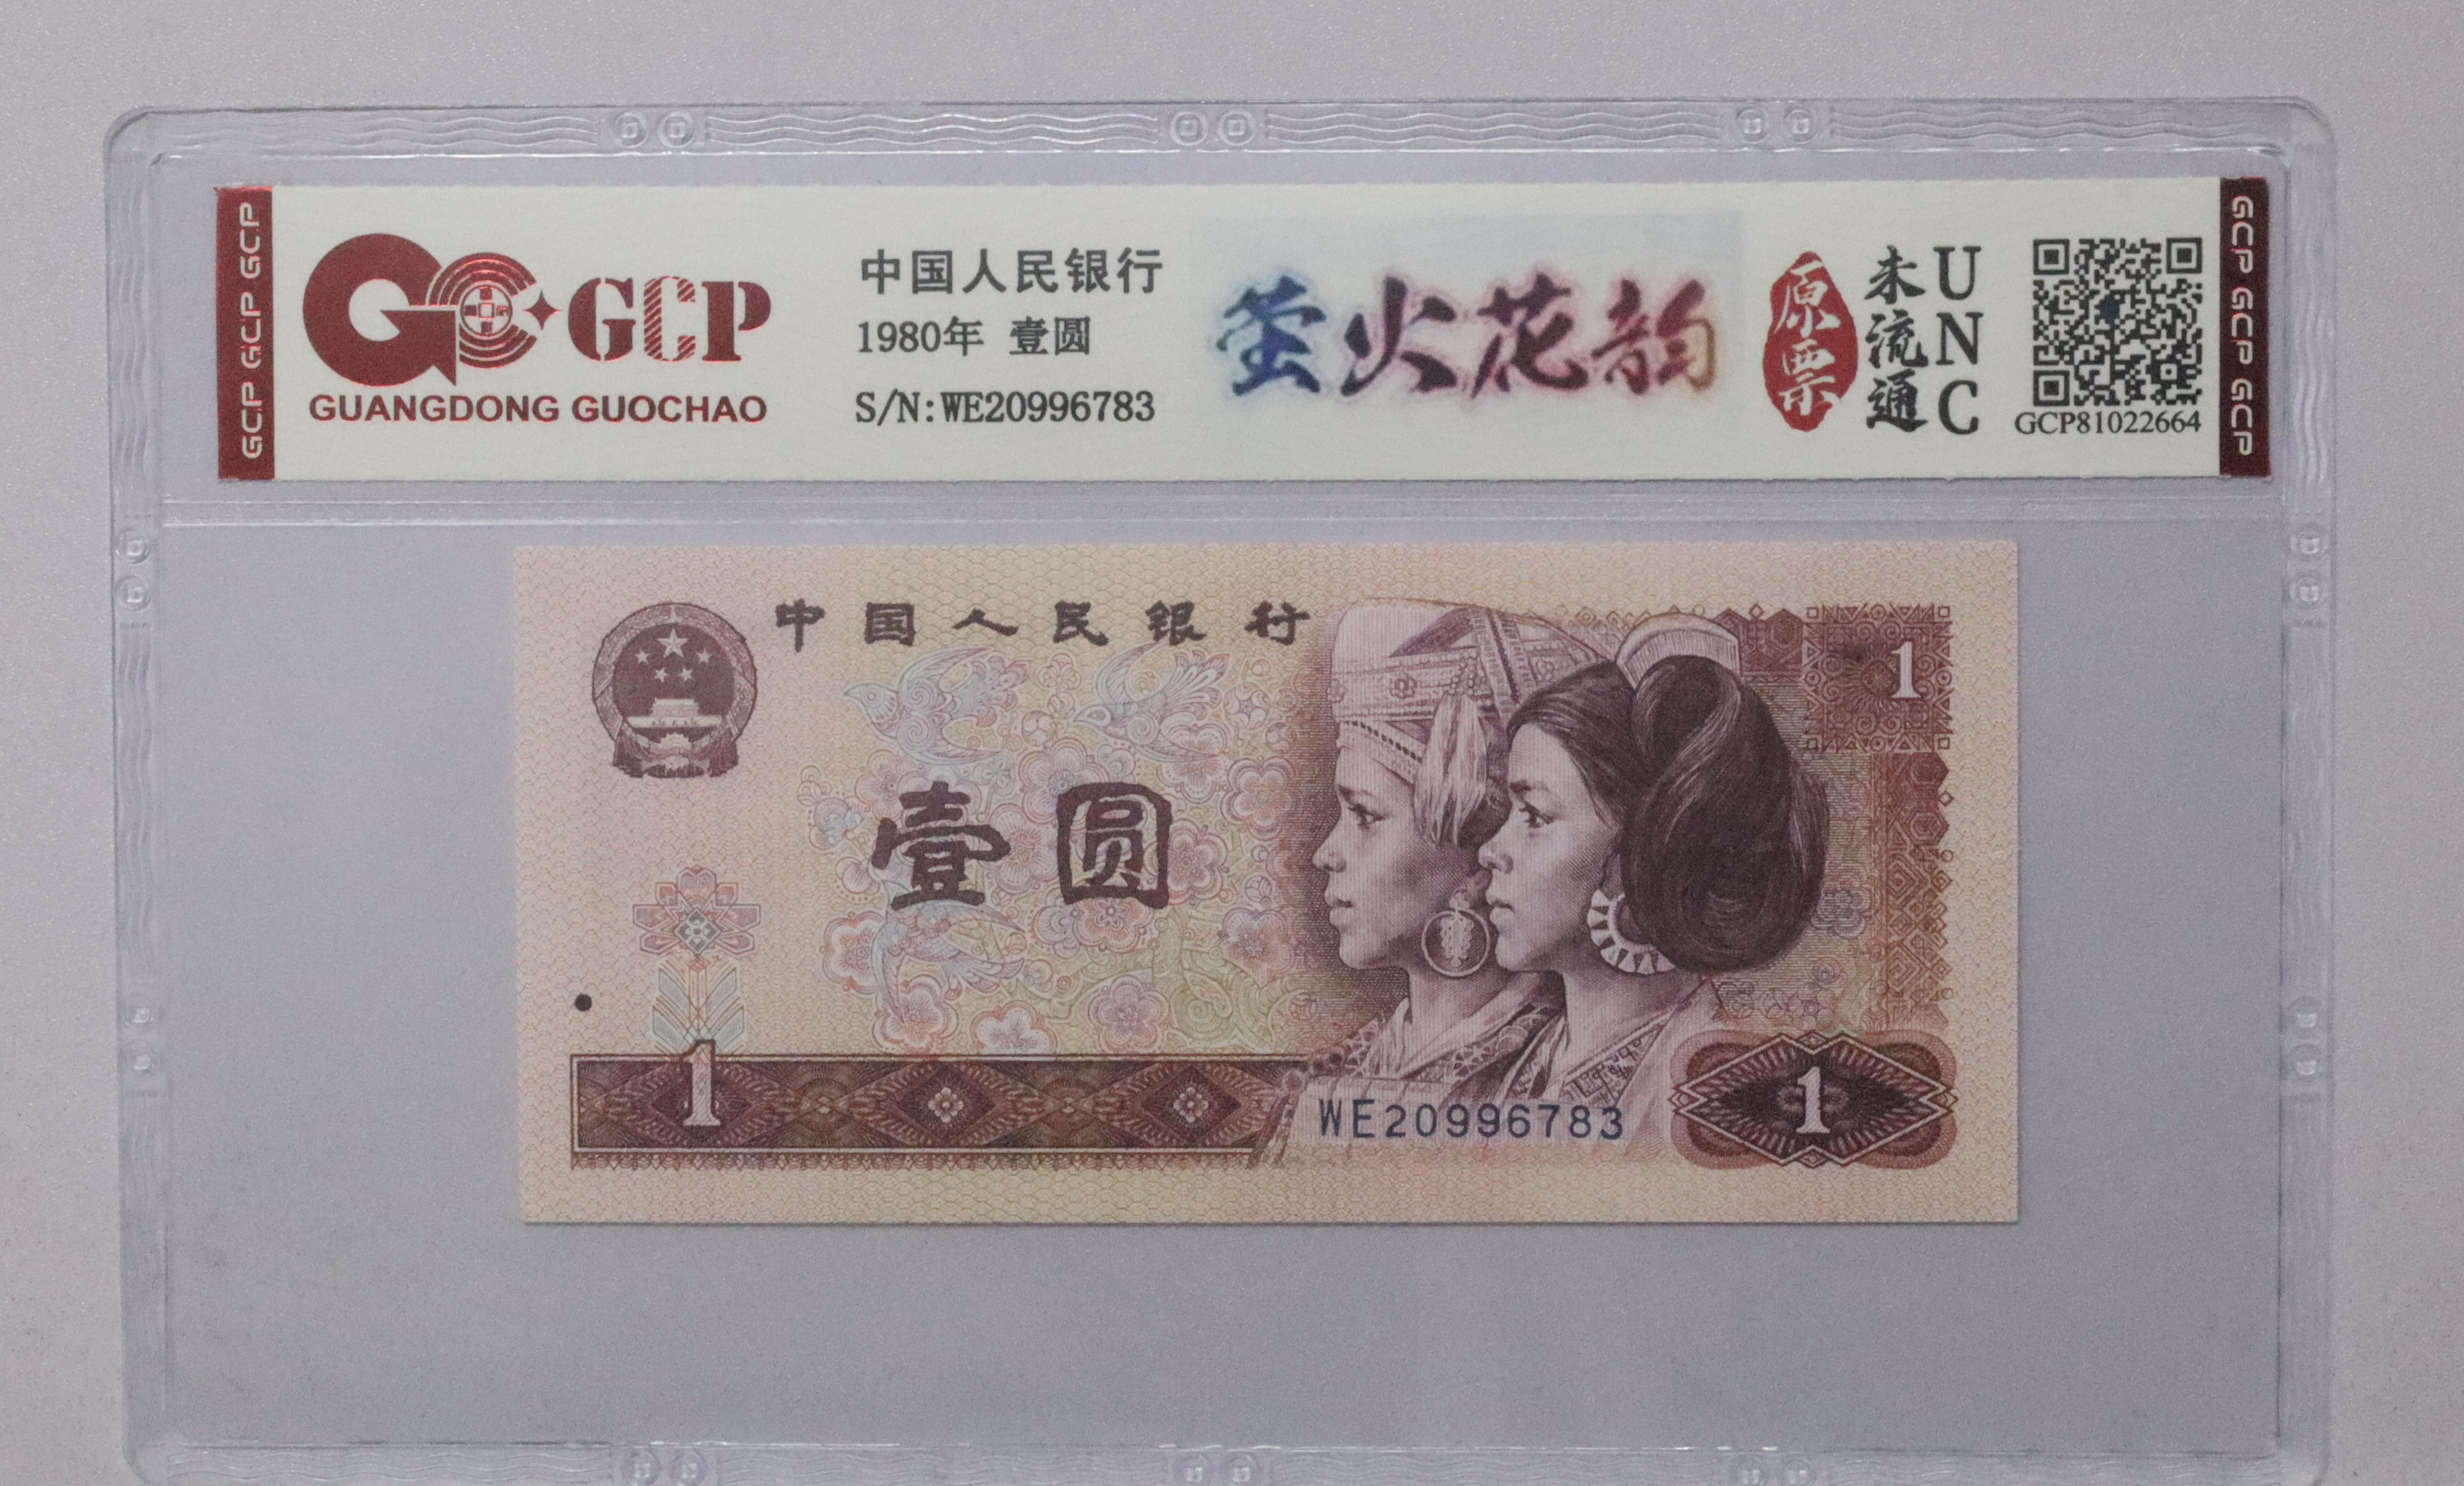 GCP GCP GCP
GCP
GUANGDONG GUOCHAO
中国人民银行
1980年 壹圆
S/N:WE20996783
萤火花韵
原票
未流通
UNC
GCP81022664
GCP GCP GCP
中国人民银行
1
壹圆
1
WE20996783
1